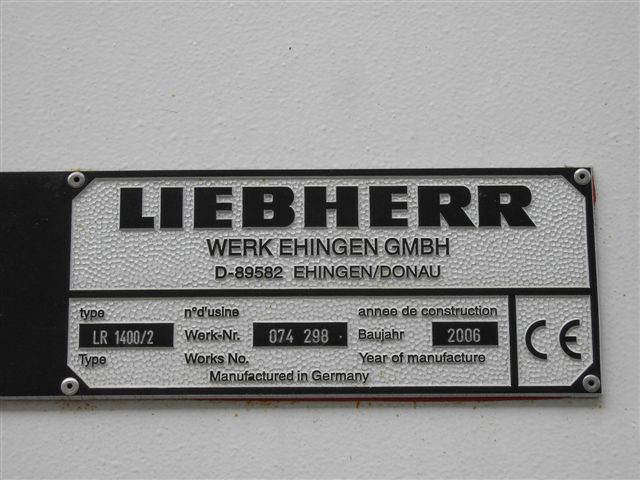 LIEBHERR
WERK EHINGEN GMBH
D-89582 EHINGEN/DONAU
type n°d'usine annee de construction
LR 1400/2 Werk-Nr. 074 298 Baujahr 2006
Type Works No. Year of manufacture
Manufactured in Germany
CE